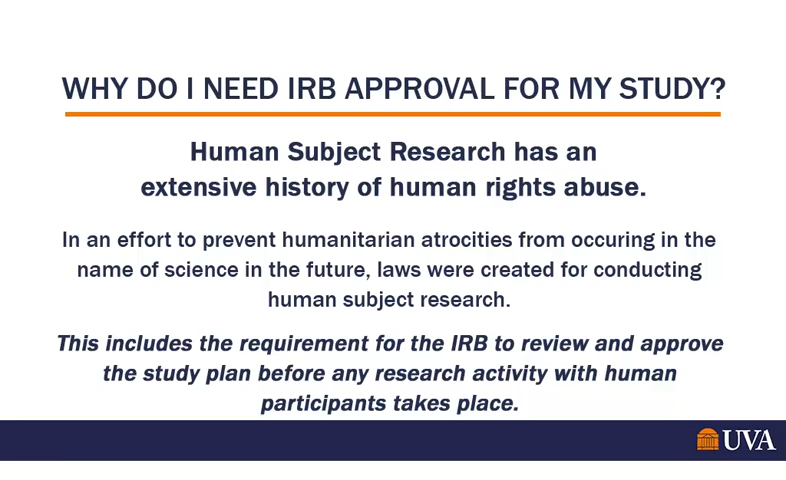 WHY DO I NEED IRB APPROVAL FOR MY STUDY?
Human Subject Research has an
extensive history of human rights abuse.
In an effort to prevent humanitarian atrocities from occuring in the
name of science in the future, laws were created for conducting
human subject research.
This includes the requirement for the IRB to review and approve
the study plan before any research activity with human
participants takes place.
UVA